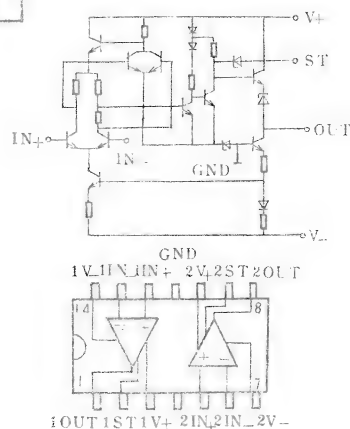 V+
ST
IN+ OUT
IN-
GND
V-
GND
1V-1IN-1IN+ 2V+2ST2OUT
14 8
1 7
1OUT1ST1V+ 2IN+2IN-2V-